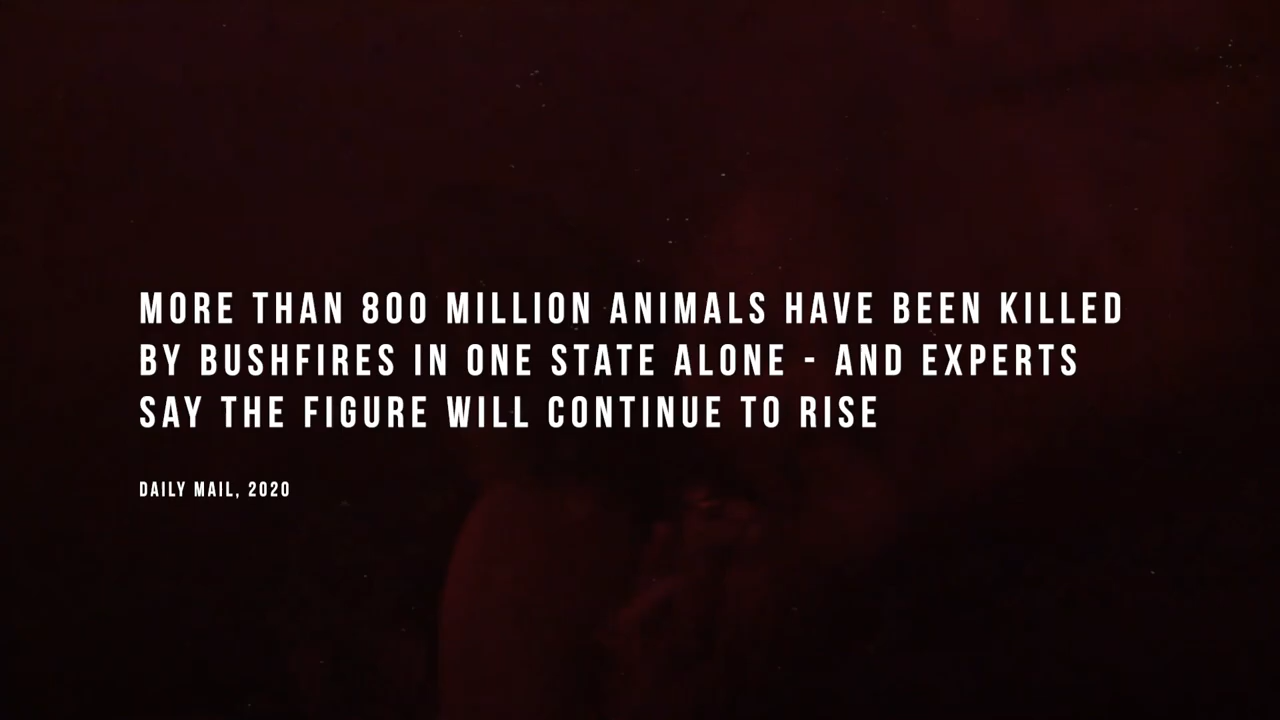 MORE THAN 800 MILLION ANIMALS HAVE BEEN KILLED
BY BUSHFIRES IN ONE STATE ALONE - AND EXPERTS
SAY THE FIGURE WILL CONTINUE TO RISE
DAILY MAIL, 2020